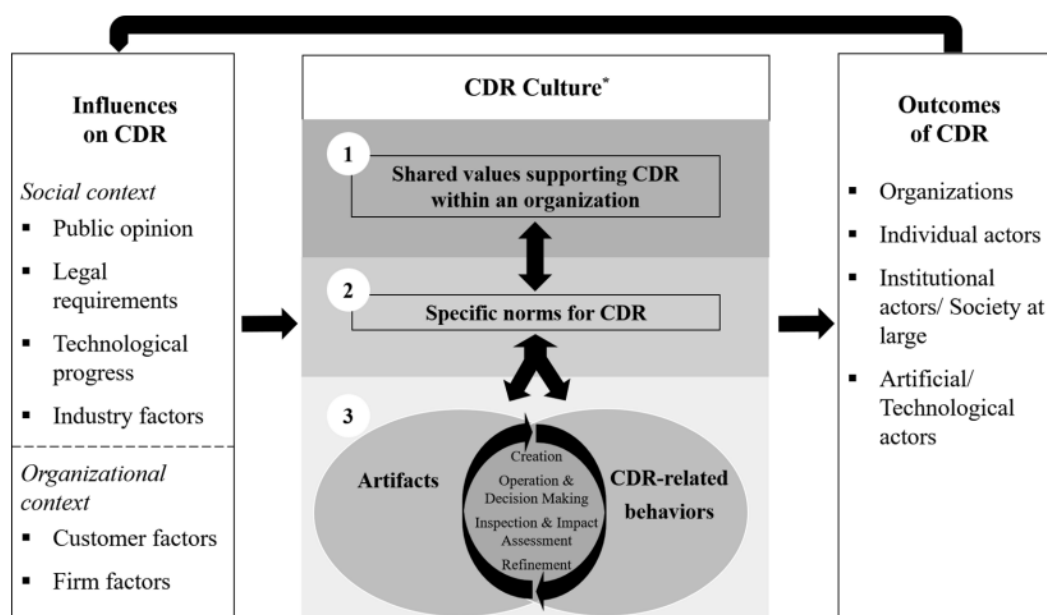 Influences
on CDR
Social context
▪ Public opinion
▪ Legal
requirements
▪ Technological
progress
▪ Industry factors
Organizational
context
▪ Customer factors
▪ Firm factors
CDR Culture*
1
Shared values supporting CDR
within an organization
2
Specific norms for CDR
3
Artifacts
Creation
Operation &
Decision Making
Inspection & Impact
Assessment
Refinement
CDR-related
behaviors
Outcomes
of CDR
▪ Organizations
▪ Individual actors
▪ Institutional
actors/ Society at
large
▪ Artificial/
Technological
actors